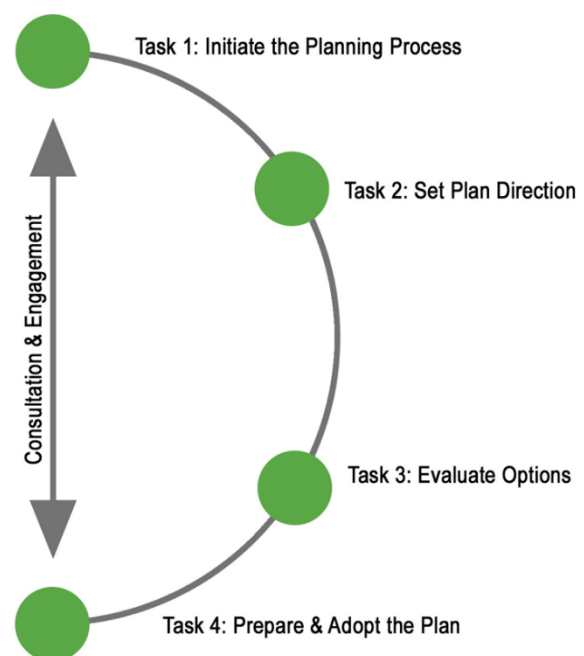 Task 1: Initiate the Planning Process
Task 2: Set Plan Direction
Consultation & Engagement
Task 3: Evaluate Options
Task 4: Prepare & Adopt the Plan